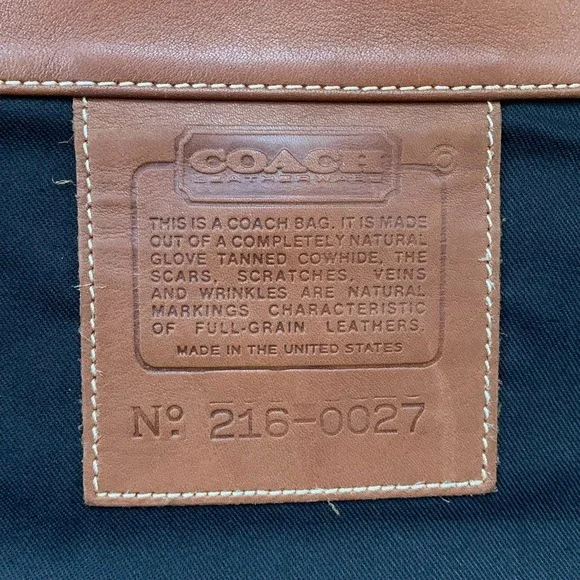 COACH
LEATHERWARE
THIS IS A COACH BAG. IT IS MADE
OUT OF A COMPLETELY NATURAL
GLOVE TANNED COWHIDE, THE
SCARS, SCRATCHES, VEINS
AND WRINKLES ARE NATURAL
MARKINGS CHARACTERISTIC
OF FULL-GRAIN LEATHERS.
MADE IN THE UNITED STATES
No. 216-0027